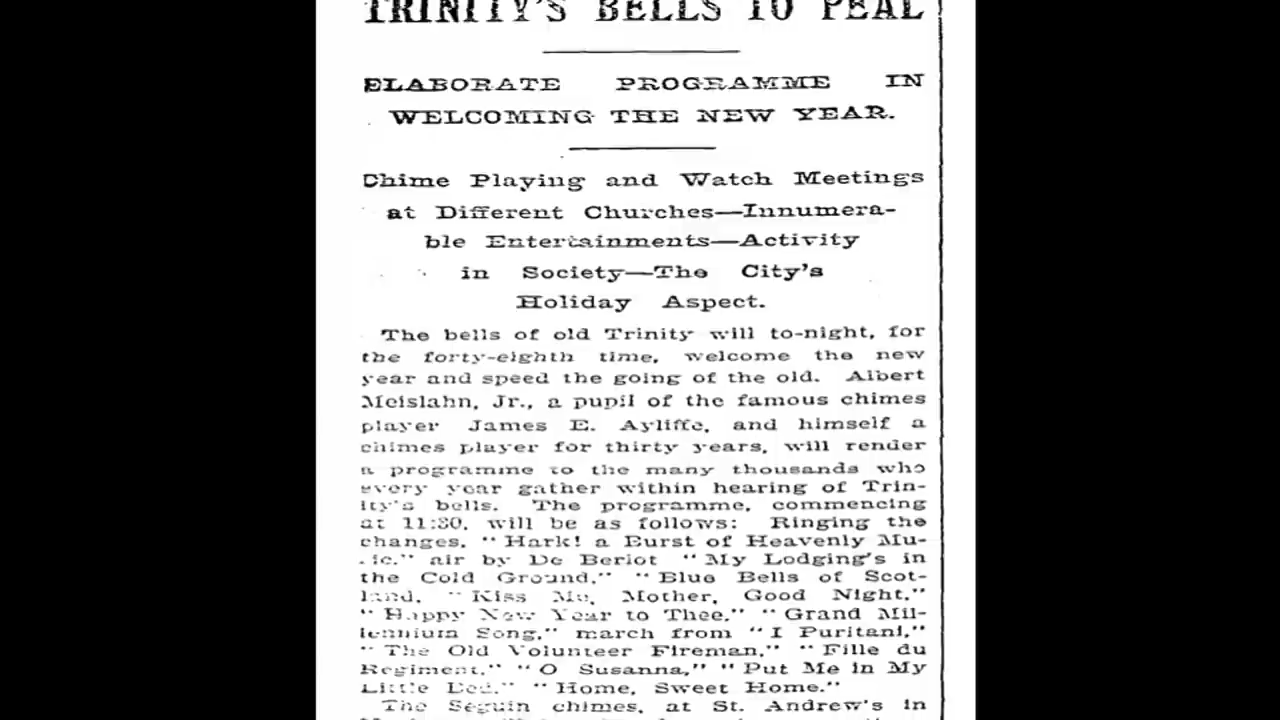 TRINITY'S BELLS TO PEAL
ELABORATE PROGRAMME IN
WELCOMING THE NEW YEAR.
Chime Playing and Watch Meetings
at Different Churches—Innumera-
ble Entertainments—Activity
in Society—The City's
Holiday Aspect.
The bells of old Trinity will to-night, for
the forty-eighth time, welcome the new
year and speed the going of the old. Albert
Meislahn, Jr., a pupil of the famous chimes
player James E. Ayliffe, and himself a
chimes player for thirty years, will render
a programme to the many thousands who
every year gather within hearing of Trin-
ity's bells. The programme, commencing
at 11:30, will be as follows: Ringing the
changes, "Hark! a Burst of Heavenly Mu-
sic," air by De Beriot "My Lodging's in
the Cold Ground," "Blue Bells of Scot-
land, "Kiss Me, Mother, Good Night,"
"Happy New Year to Thee," "Grand Mil-
lennium Song," march from "I Puritani,"
"The Old Volunteer Fireman," "Fille du
Regiment," "O Susanna," "Put Me in My
Little Bed," "Home, Sweet Home."
The Seguin chimes, at St. Andrew's in